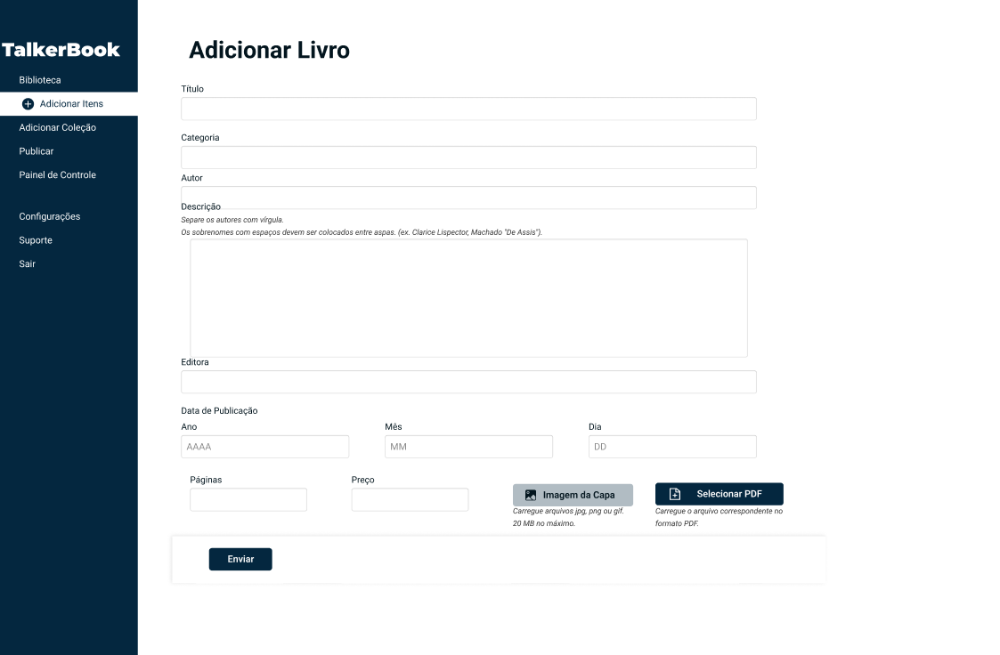 TalkerBook
Biblioteca
Adicionar Itens
Adicionar Coleção
Publicar
Painel de Controle
Configurações
Suporte
Sair
Adicionar Livro
Título
Categoria
Autor
Descrição
Separe os autores com vírgula.
Os sobrenomes com espaços devem ser colocados entre aspas. (ex. Clarice Lispector, Machado "De Assis").
Editora
Data de Publicação
Ano Mês Dia
AAAA MM DD
Páginas Preço
Imagem da Capa Selecionar PDF
Carregue arquivos jpg, png ou gif. Carregue o arquivo correspondente no
20 MB no máximo. formato PDF.
Enviar